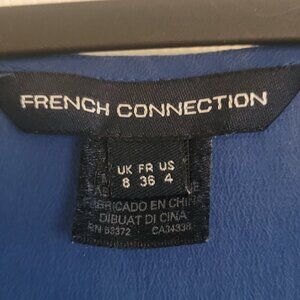 FRENCH CONNECTION
UK FR US
8 36 4
FABRICADO EN CHINA
DIBUAT DI CINA
RN 83372 CA34338